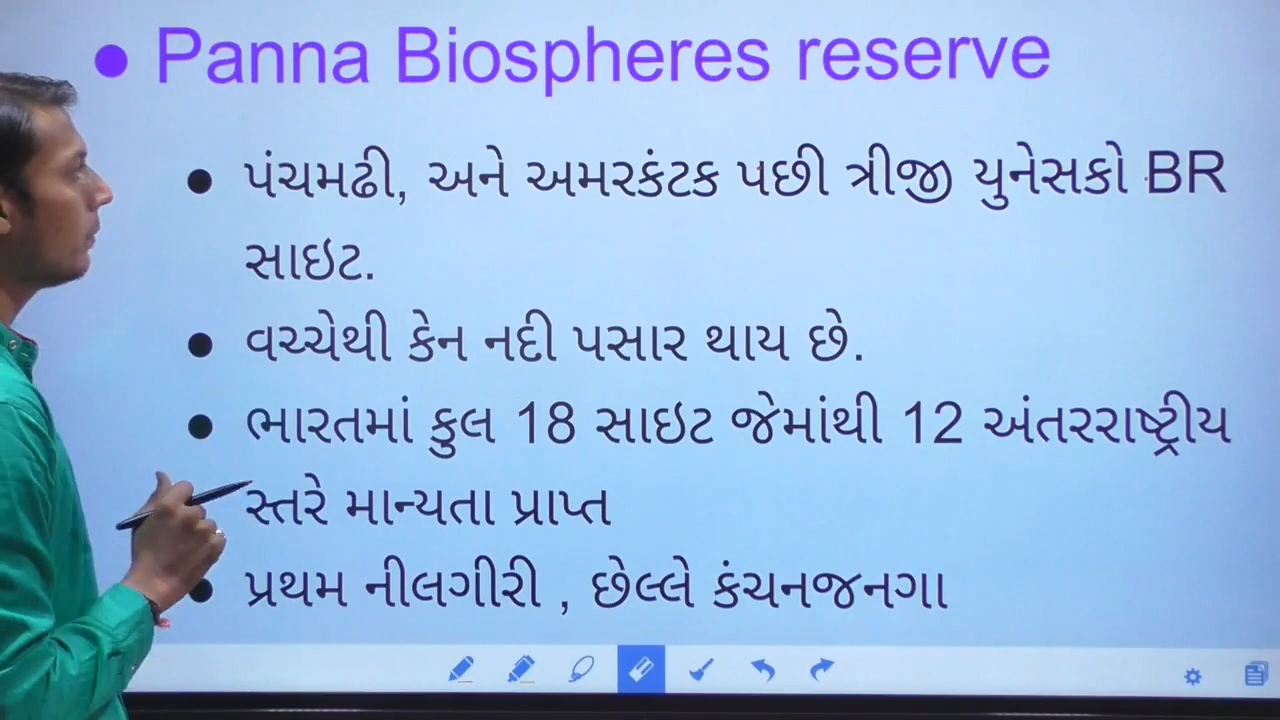 • Panna Biospheres reserve
• પંચમઢી, અને અમરકંટક પછી ત્રીજી યુનેસકો BR
સાઇટ.
• વચ્ચેથી કેન નદી પસાર થાય છે.
• ભારતમાં કુલ 18 સાઇટ જેમાંથી 12 અંતરરાષ્ટ્રીય
સ્તરે માન્યતા પ્રાપ્ત
• પ્રથમ નીલગીરી , છેલ્લે કંચનજનગા